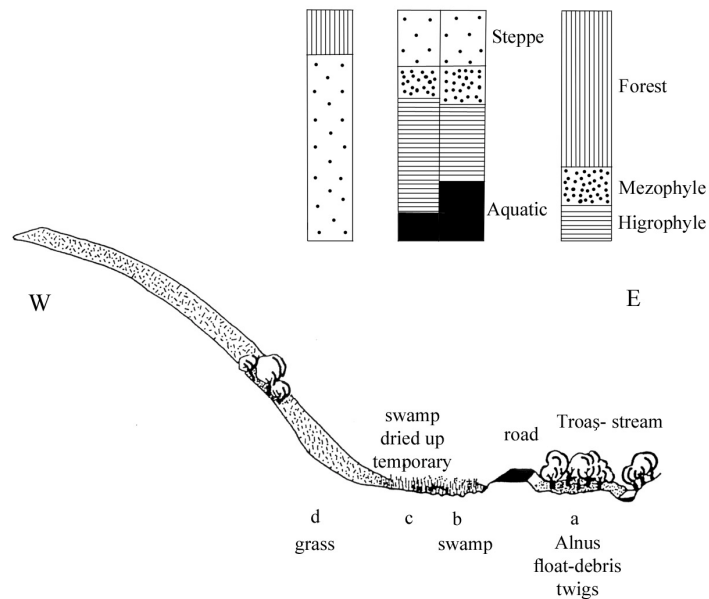 Steppe
Forest
Mezophyle
Aquatic
Higrophyle
W
E
swamp
dried up
temporary
road
Troaş- stream
d
c
b
a
grass
swamp
Alnus
float-debris
twigs